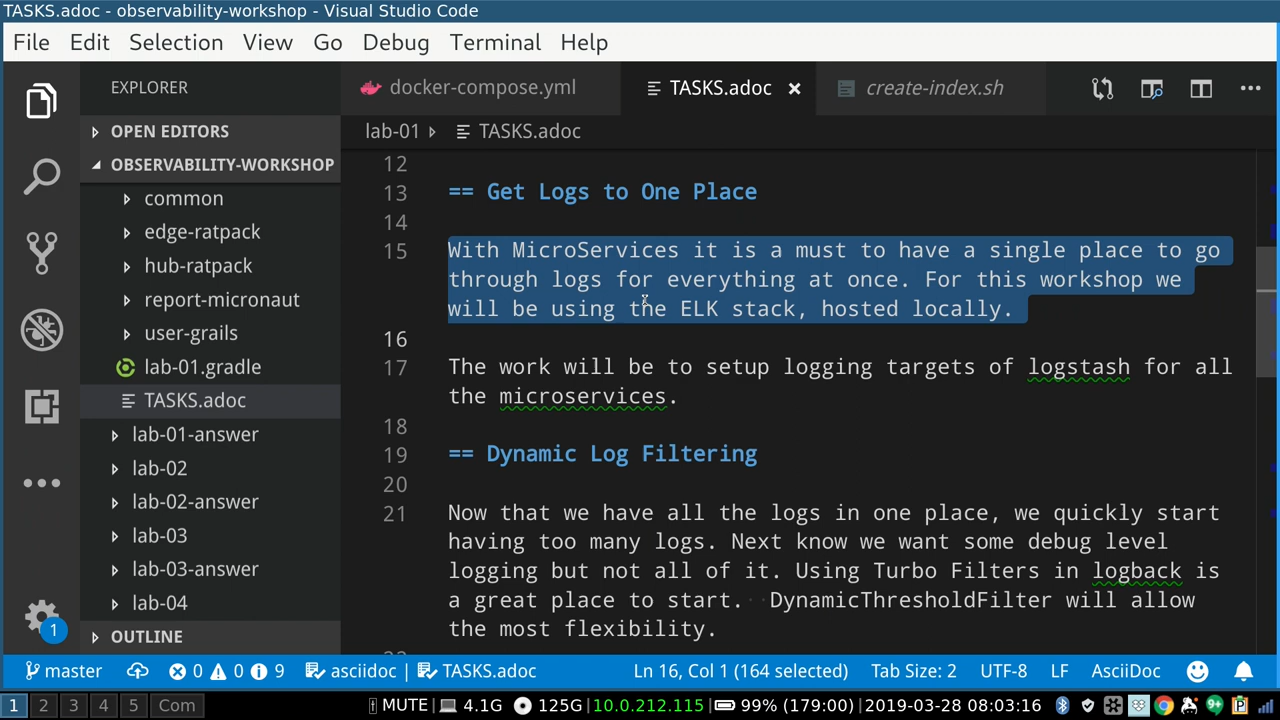 TASKS.adoc - observability-workshop - Visual Studio Code
File Edit Selection View Go Debug Terminal Help
EXPLORER
OPEN EDITORS
OBSERVABILITY-WORKSHOP
common
edge-ratpack
hub-ratpack
report-micronaut
user-grails
lab-01.gradle
TASKS.adoc
lab-01-answer
lab-02
lab-02-answer
lab-03
lab-03-answer
lab-04
OUTLINE
1
docker-compose.yml TASKS.adoc create-index.sh
lab-01 TASKS.adoc
12
13 == Get Logs to One Place
14
15 With MicroServices it is a must to have a single place to go
through logs for everything at once. For this workshop we
will be using the ELK stack, hosted locally.
16
17 The work will be to setup logging targets of logstash for all
the microservices.
18
19 == Dynamic Log Filtering
20
21 Now that we have all the logs in one place, we quickly start
having too many logs. Next know we want some debug level
logging but not all of it. Using Turbo Filters in logback is
a great place to start. DynamicThresholdFilter will allow
the most flexibility.
master 0 0 9 asciidoc | TASKS.adoc Ln 16, Col 1 (164 selected) Tab Size: 2 UTF-8 LF AsciiDoc
1 2 3 4 5 Com |MUTE| 4.1G 125G|10.0.212.115| 99% (179:00)|2019-03-28 08:03:16